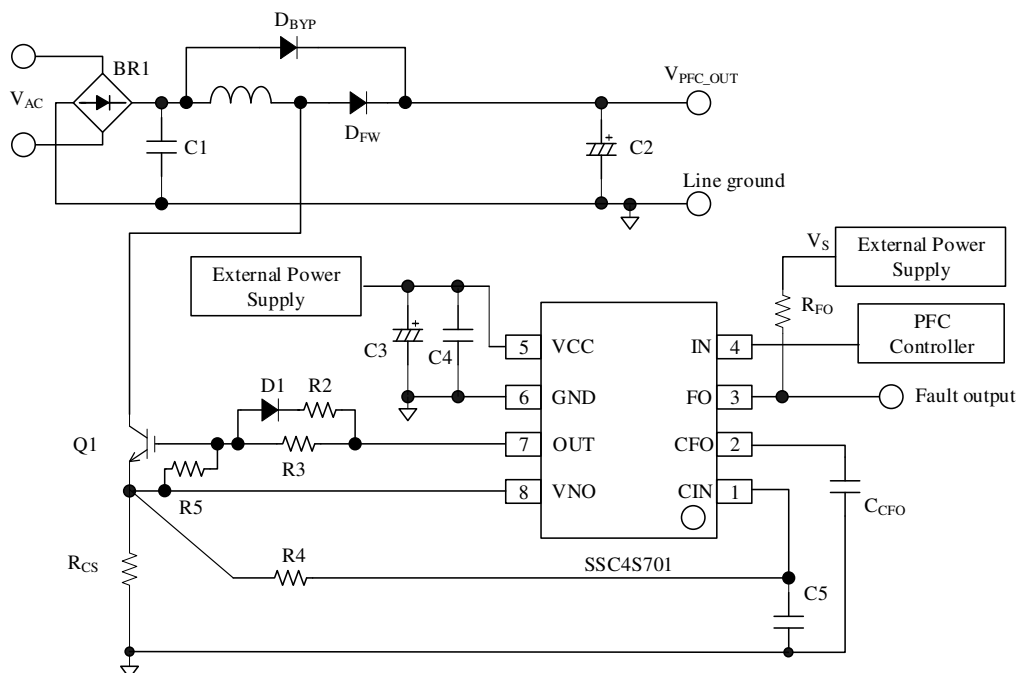 D_BYP
BR1
V_AC
V_PFC_OUT
D_FW
C1
C2
Line ground
V_S
External Power
Supply
External Power
Supply
R_FO
PFC
Controller
C3
C4
5
VCC
IN
4
6
GND
FO
3
Fault output
D1
R2
Q1
R3
7
OUT
CFO
2
R5
8
VNO
CIN
1
C_CFO
R_CS
R4
SSC4S701
C5
+
+